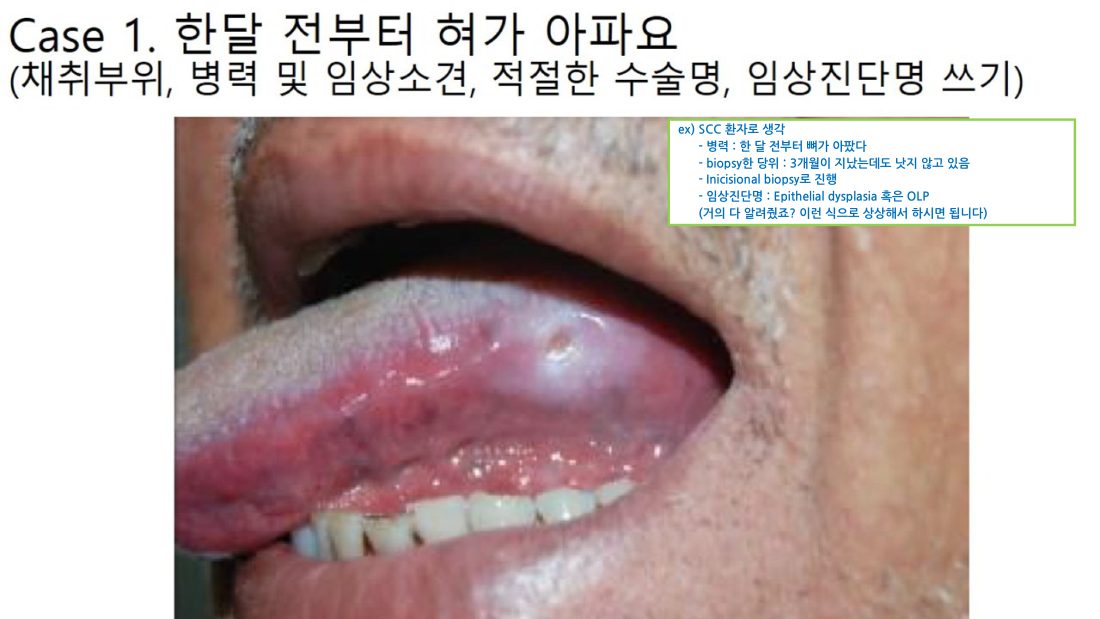 Case 1. 한달 전부터 혀가 아파요
(채취부위, 병력 및 임상소견, 적절한 수술명, 임상진단명 쓰기)
ex) SCC 환자로 생각
- 병력 : 한 달 전부터 뼈가 아팠다
- biopsy한 당위 : 3개월이 지났는데도 낫지 않고 있음
- Inicisional biopsy로 진행
- 임상진단명 : Epithelial dysplasia 혹은 OLP
(거의 다 알려줬죠? 이런 식으로 상상해서 하시면 됩니다)